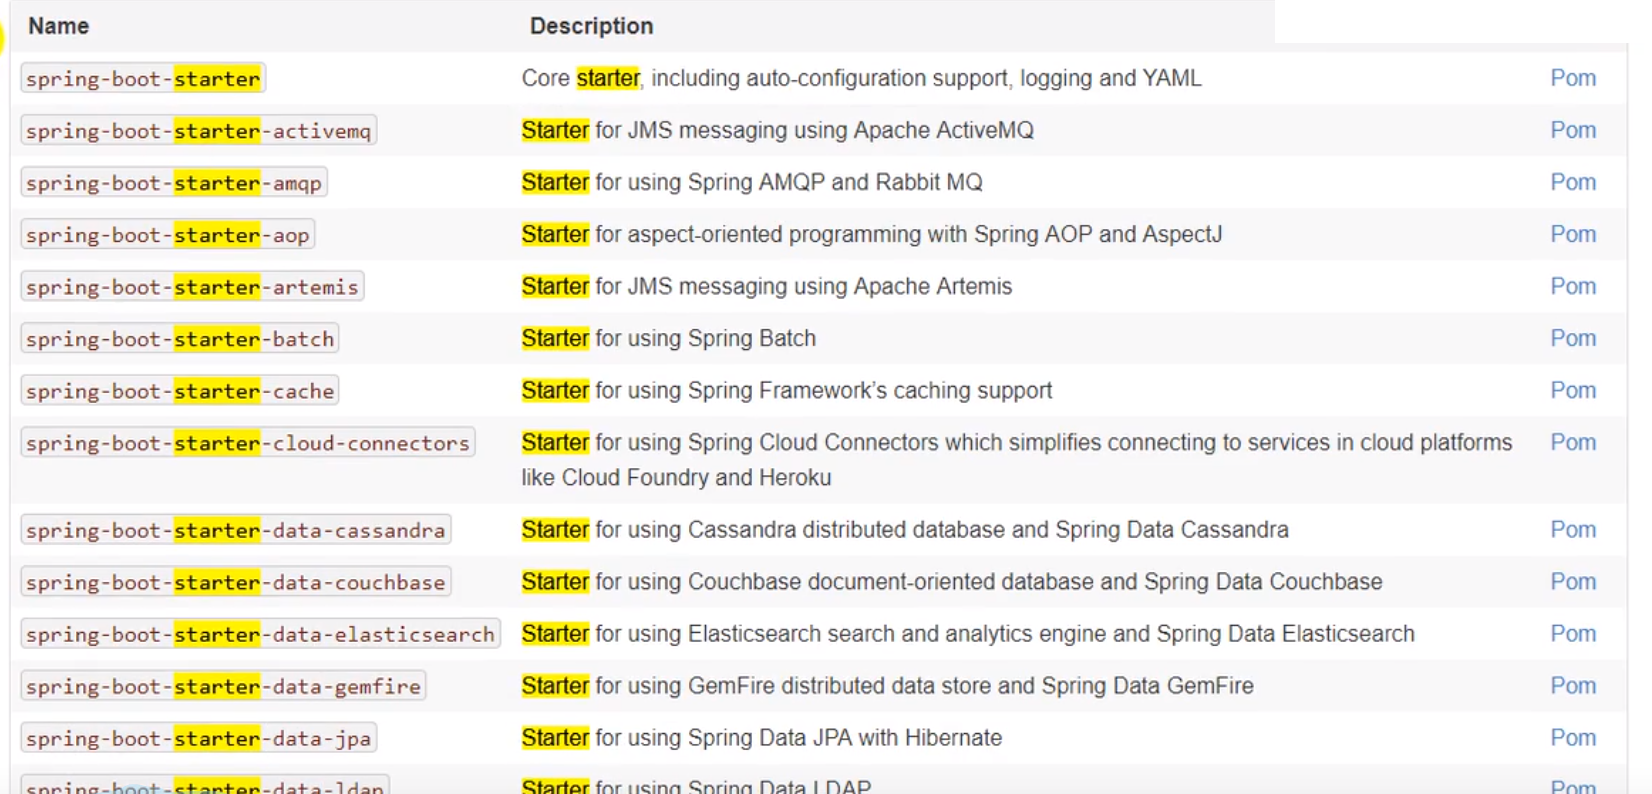 Name Description
spring-boot-starter Core starter, including auto-configuration support, logging and YAML Pom
spring-boot-starter-activemq Starter for JMS messaging using Apache ActiveMQ Pom
spring-boot-starter-amqp Starter for using Spring AMQP and Rabbit MQ Pom
spring-boot-starter-aop Starter for aspect-oriented programming with Spring AOP and AspectJ Pom
spring-boot-starter-artemis Starter for JMS messaging using Apache Artemis Pom
spring-boot-starter-batch Starter for using Spring Batch Pom
spring-boot-starter-cache Starter for using Spring Framework’s caching support Pom
spring-boot-starter-cloud-connectors Starter for using Spring Cloud Connectors which simplifies connecting to services in cloud platforms Pom
like Cloud Foundry and Heroku
spring-boot-starter-data-cassandra Starter for using Cassandra distributed database and Spring Data Cassandra Pom
spring-boot-starter-data-couchbase Starter for using Couchbase document-oriented database and Spring Data Couchbase Pom
spring-boot-starter-data-elasticsearch Starter for using Elasticsearch search and analytics engine and Spring Data Elasticsearch Pom
spring-boot-starter-data-gemfire Starter for using GemFire distributed data store and Spring Data GemFire Pom
spring-boot-starter-data-jpa Starter for using Spring Data JPA with Hibernate Pom
spring-boot-starter-data-ldap Starter for using Spring Data LDAP Pom